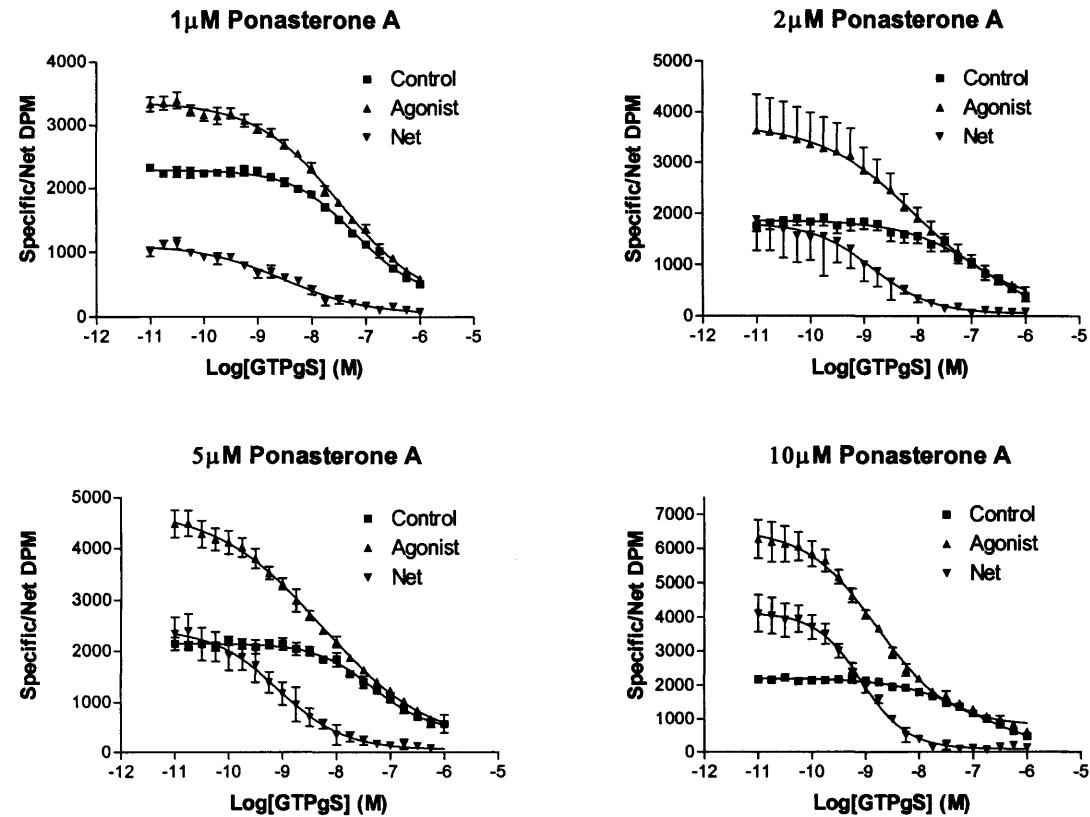 1μM Ponasterone A
4000
3000
2000
1000
0
Specific/Net DPM
Control
Agonist
Net
-12 -11 -10 -9 -8 -7 -6 -5
Log[GTPgS] (M)
2μM Ponasterone A
5000
4000
3000
2000
1000
0
Specific/Net DPM
Control
Agonist
Net
-12 -11 -10 -9 -8 -7 -6 -5
Log[GTPgS] (M)
5μM Ponasterone A
5000
4000
3000
2000
1000
0
Specific/Net DPM
Control
Agonist
Net
-12 -11 -10 -9 -8 -7 -6 -5
Log[GTPgS] (M)
10μM Ponasterone A
7000
6000
5000
4000
3000
2000
1000
0
Specific/Net DPM
Control
Agonist
Net
-12 -11 -10 -9 -8 -7 -6 -5
Log[GTPgS] (M)